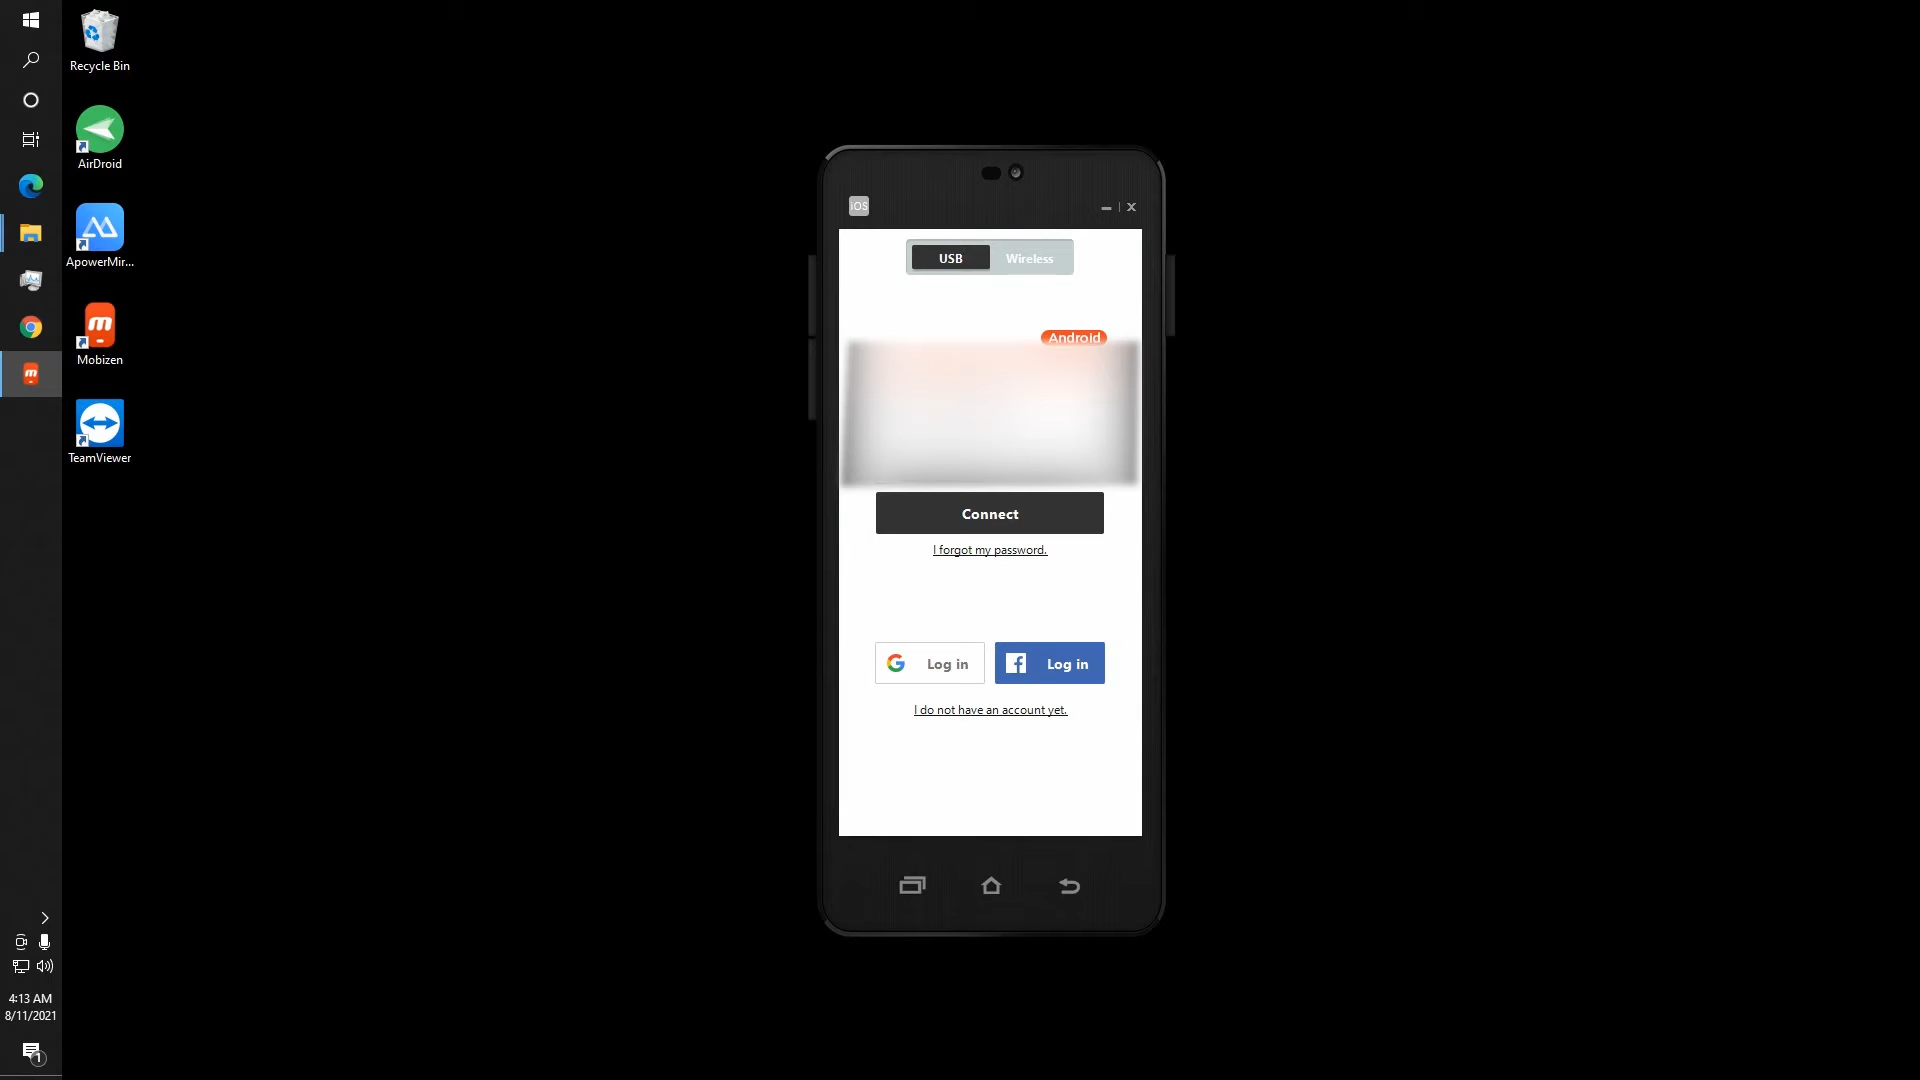 Recycle Bin
AirDroid
ApowerMir...
Mobizen
TeamViewer
iOS
USB
Wireless
Android
Connect
I forgot my password.
Log in
Log in
I do not have an account yet.
4:13 AM
8/11/2021
1